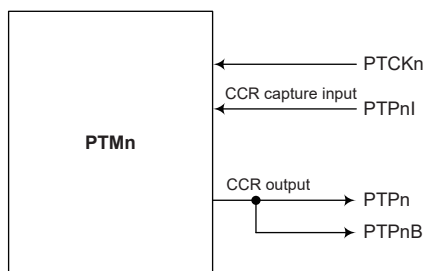 PTCKn
CCR capture input
PTPnI
PTMn
CCR output
PTPn
PTPnB